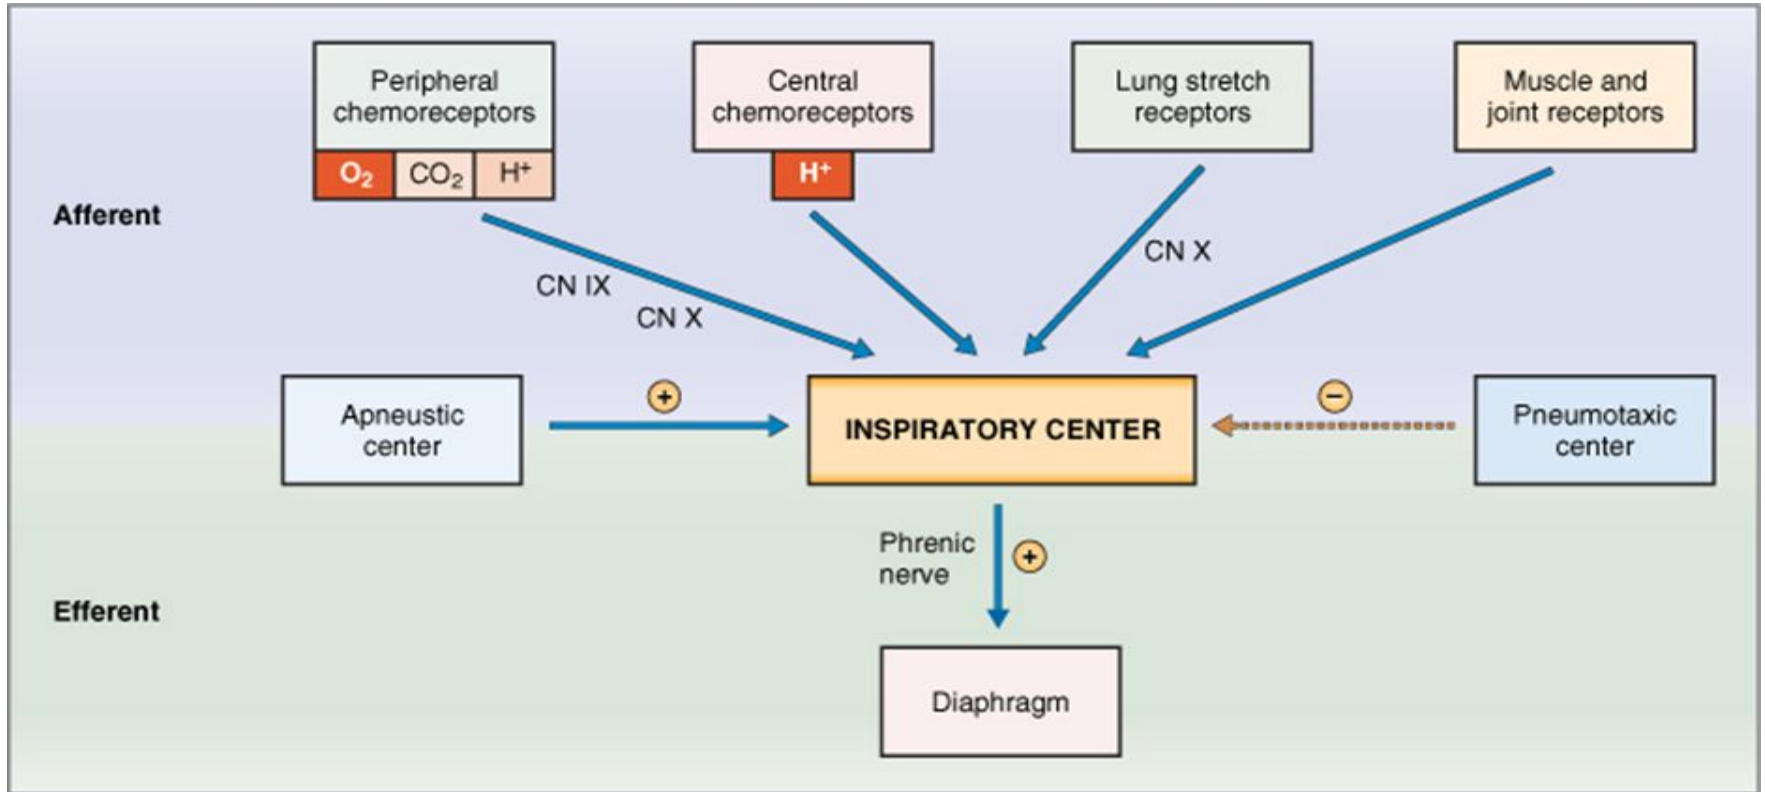 Peripheral
chemoreceptors
O₂ CO₂ H⁺
Central
chemoreceptors
H⁺
Lung stretch
receptors
Muscle and
joint receptors
Afferent
CN IX
CN X
CN X
Apneustic
center
+
INSPIRATORY CENTER
−
Pneumotaxic
center
Phrenic
nerve
+
Efferent
Diaphragm